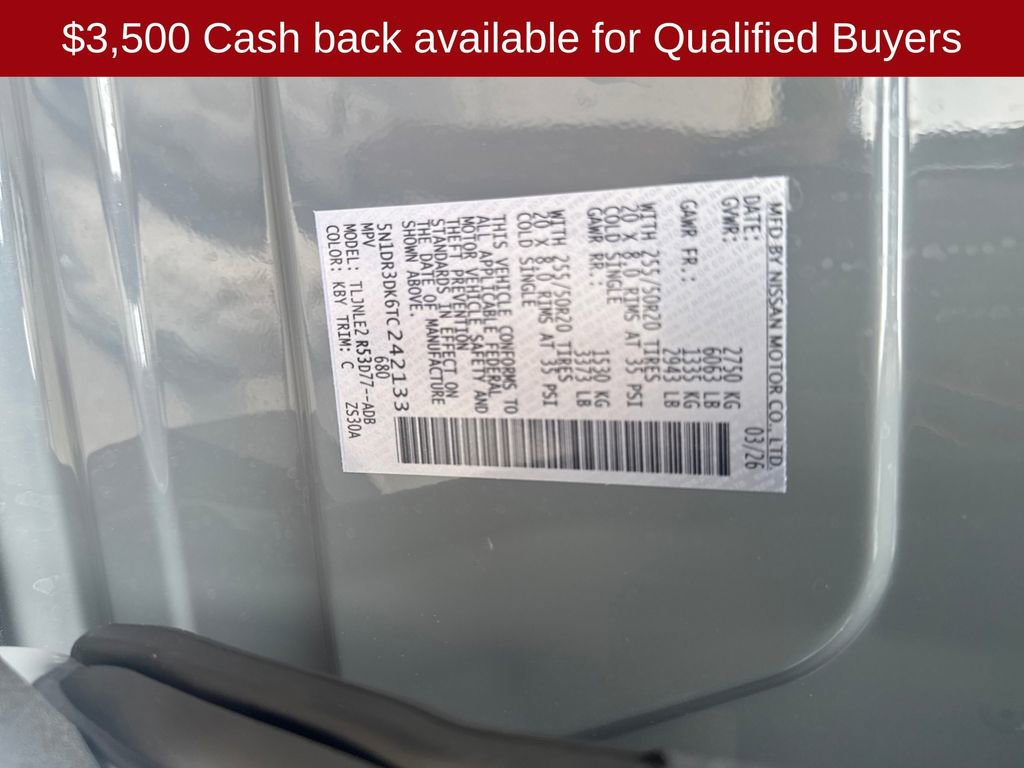 $3,500 Cash back available for Qualified Buyers
MFD BY NISSAN MOTOR CO., LTD.
DATE: 03/26
GVWR: 2750 KG
6063 LB
GAWR FR.: 1335 KG
2943 LB
WITH 255/50R20 TIRES
20 X 8.0 RIMS AT 35 PSI
COLD SINGLE
GAWR RR.: 1530 KG
3373 LB
WITH 255/50R20 TIRES
20 X 8.0 RIMS AT 35 PSI
COLD SINGLE
THIS VEHICLE CONFORMS TO
ALL APPLICABLE FEDERAL
MOTOR VEHICLE SAFETY AND
THEFT PREVENTION
STANDARDS IN EFFECT ON
THE DATE OF MANUFACTURE
SHOWN ABOVE.
5N1DR3DK6TC242133
MPV 680
MODEL: TLJNLE2 R53D77--ADB
COLOR: KBY TRIM: C ZS30A